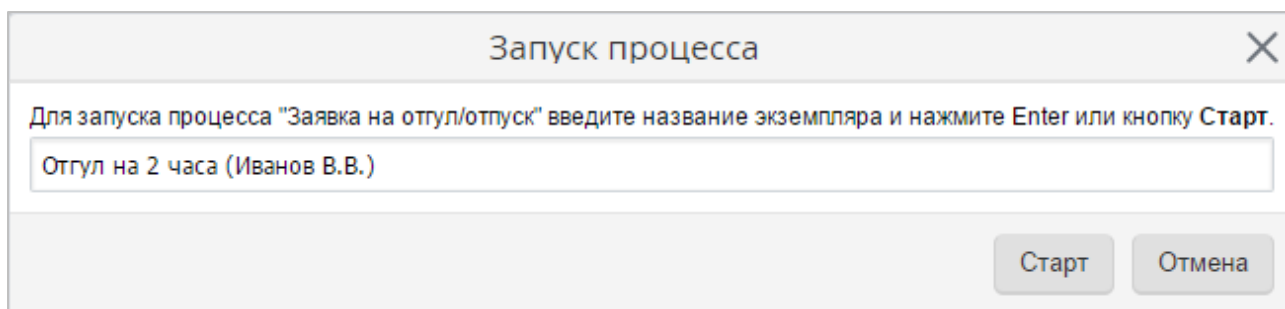 Запуск процесса
Для запуска процесса "Заявка на отгул/отпуск" введите название экземпляра и нажмите Enter или кнопку Старт.
Отгул на 2 часа (Иванов В.В.)
Старт Отмена